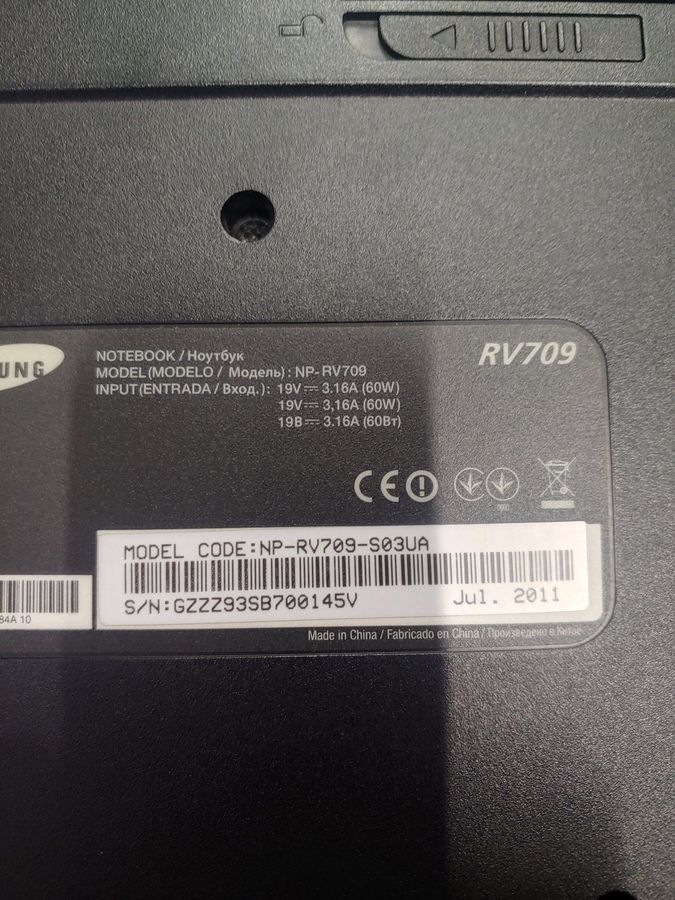 UNG
RV709
NOTEBOOK / Ноутбук
MODEL (MODELO / Модель) : NP-RV709
INPUT (ENTRADA / Вход.) : 19V⎓ 3.16A (60W)
19V⎓ 3,16A (60W)
19В⎓ 3.16A (60Вт)
CE
MODEL CODE:NP-RV709-S03UA
S/N:GZZZ93SB700145V Jul. 2011
84A 10
Made in China / Fabricado en China / Произведено в Китае